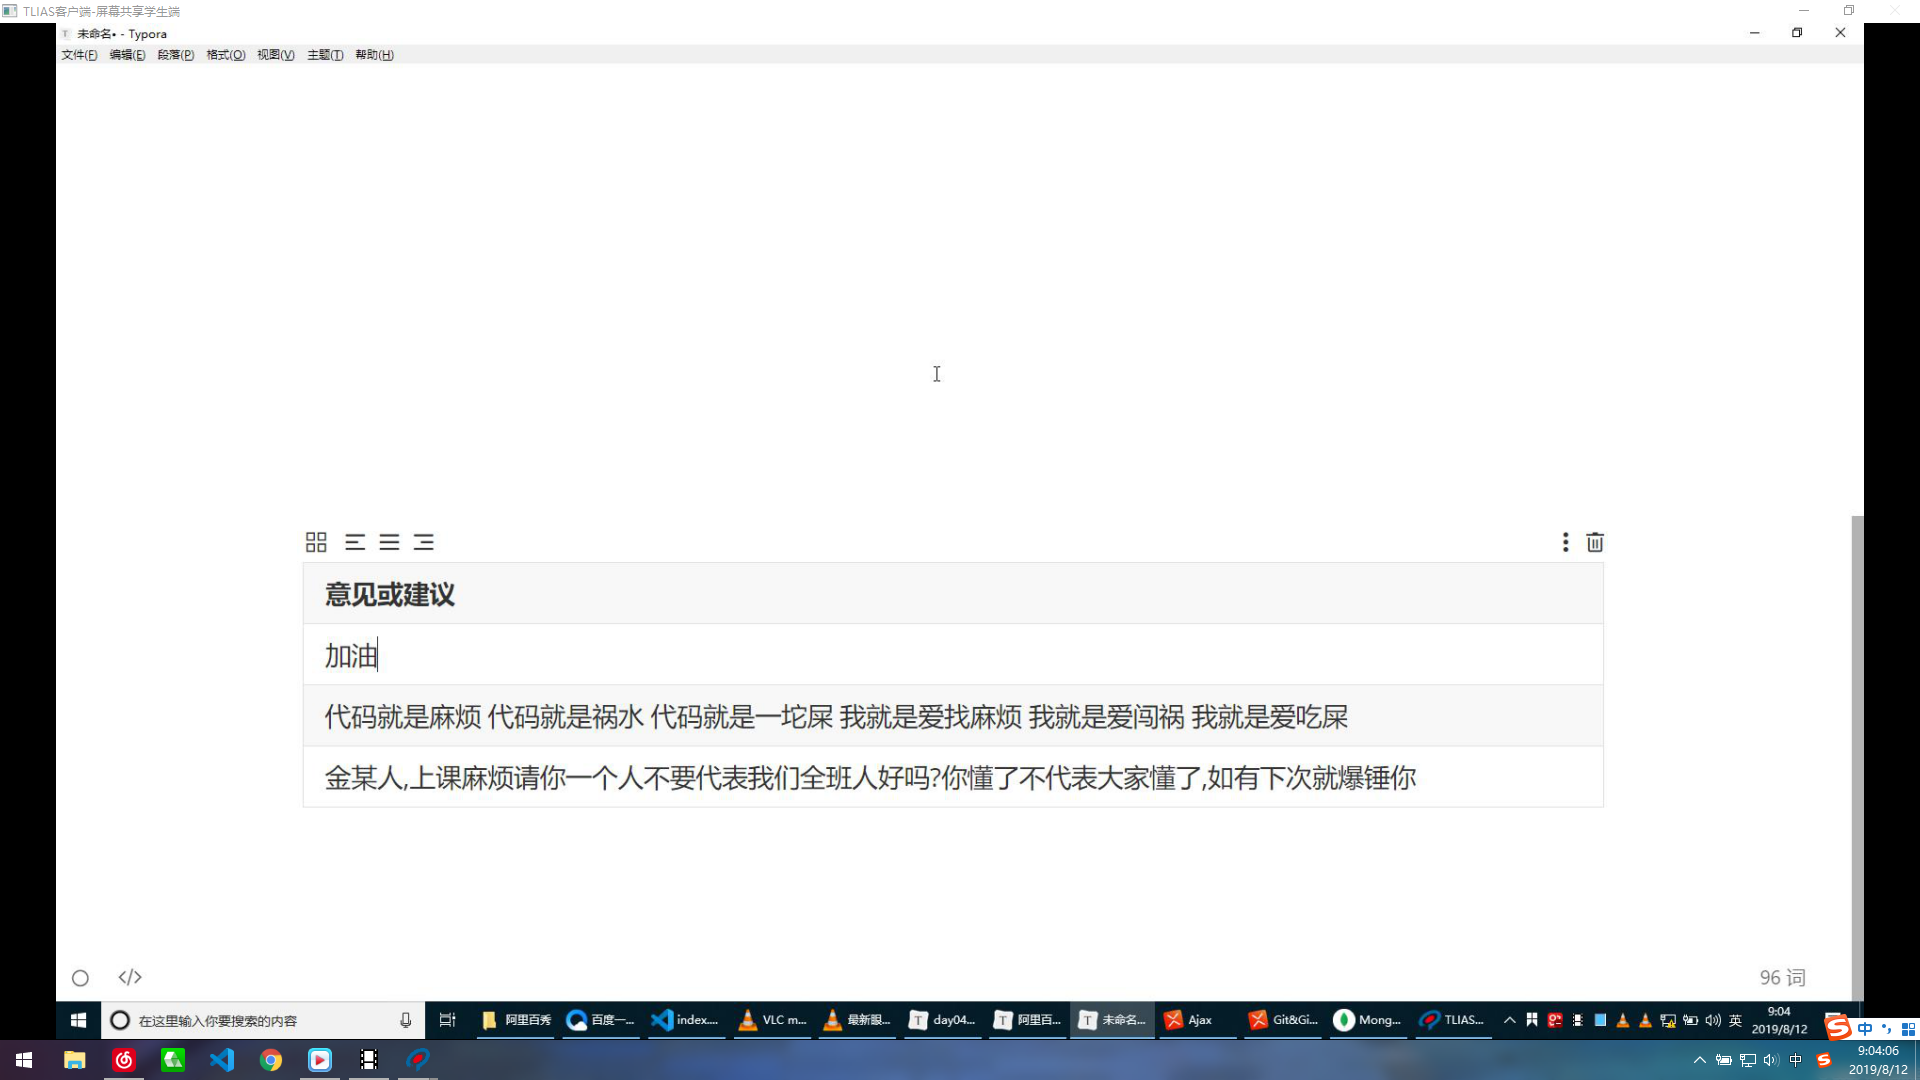 TLIAS客户端-屏幕共享学生端
未命名• - Typora
文件(F) 编辑(E) 段落(P) 格式(O) 视图(V) 主题(T) 帮助(H)
意见或建议
加油
代码就是麻烦 代码就是祸水 代码就是一坨屎 我就是爱找麻烦 我就是爱闯祸 我就是爱吃屎
金某人,上课麻烦请你一个人不要代表我们全班人好吗?你懂了不代表大家懂了,如有下次就爆锤你
96 词
在这里输入你要搜索的内容 阿里百秀 百度一... index.... VLC m... 最新眼... day04... 阿里百... 未命名... Ajax Git&Gi... Mong... TLIAS... 英 9:04
2019/8/12
中
中 9:04:06
2019/8/12